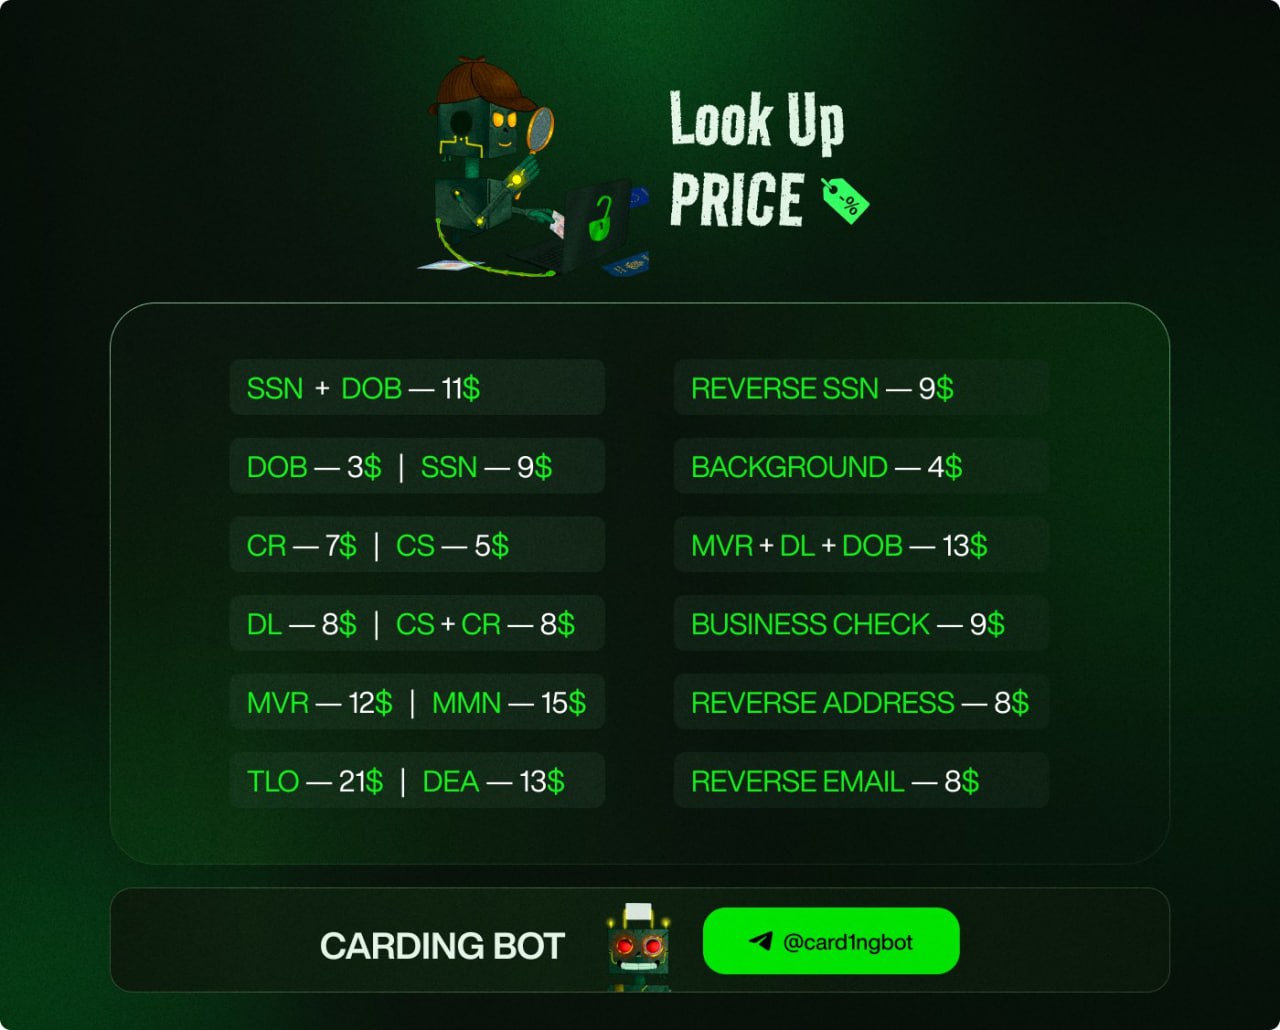 Look Up
PRICE
-%
SSN + DOB — 11$
DOB — 3$ | SSN — 9$
CR — 7$ | CS — 5$
DL — 8$ | CS + CR — 8$
MVR — 12$ | MMN — 15$
TLO — 21$ | DEA — 13$
REVERSE SSN — 9$
BACKGROUND — 4$
MVR + DL + DOB — 13$
BUSINESS CHECK — 9$
REVERSE ADDRESS — 8$
REVERSE EMAIL — 8$
CARDING BOT
@card1ngbot